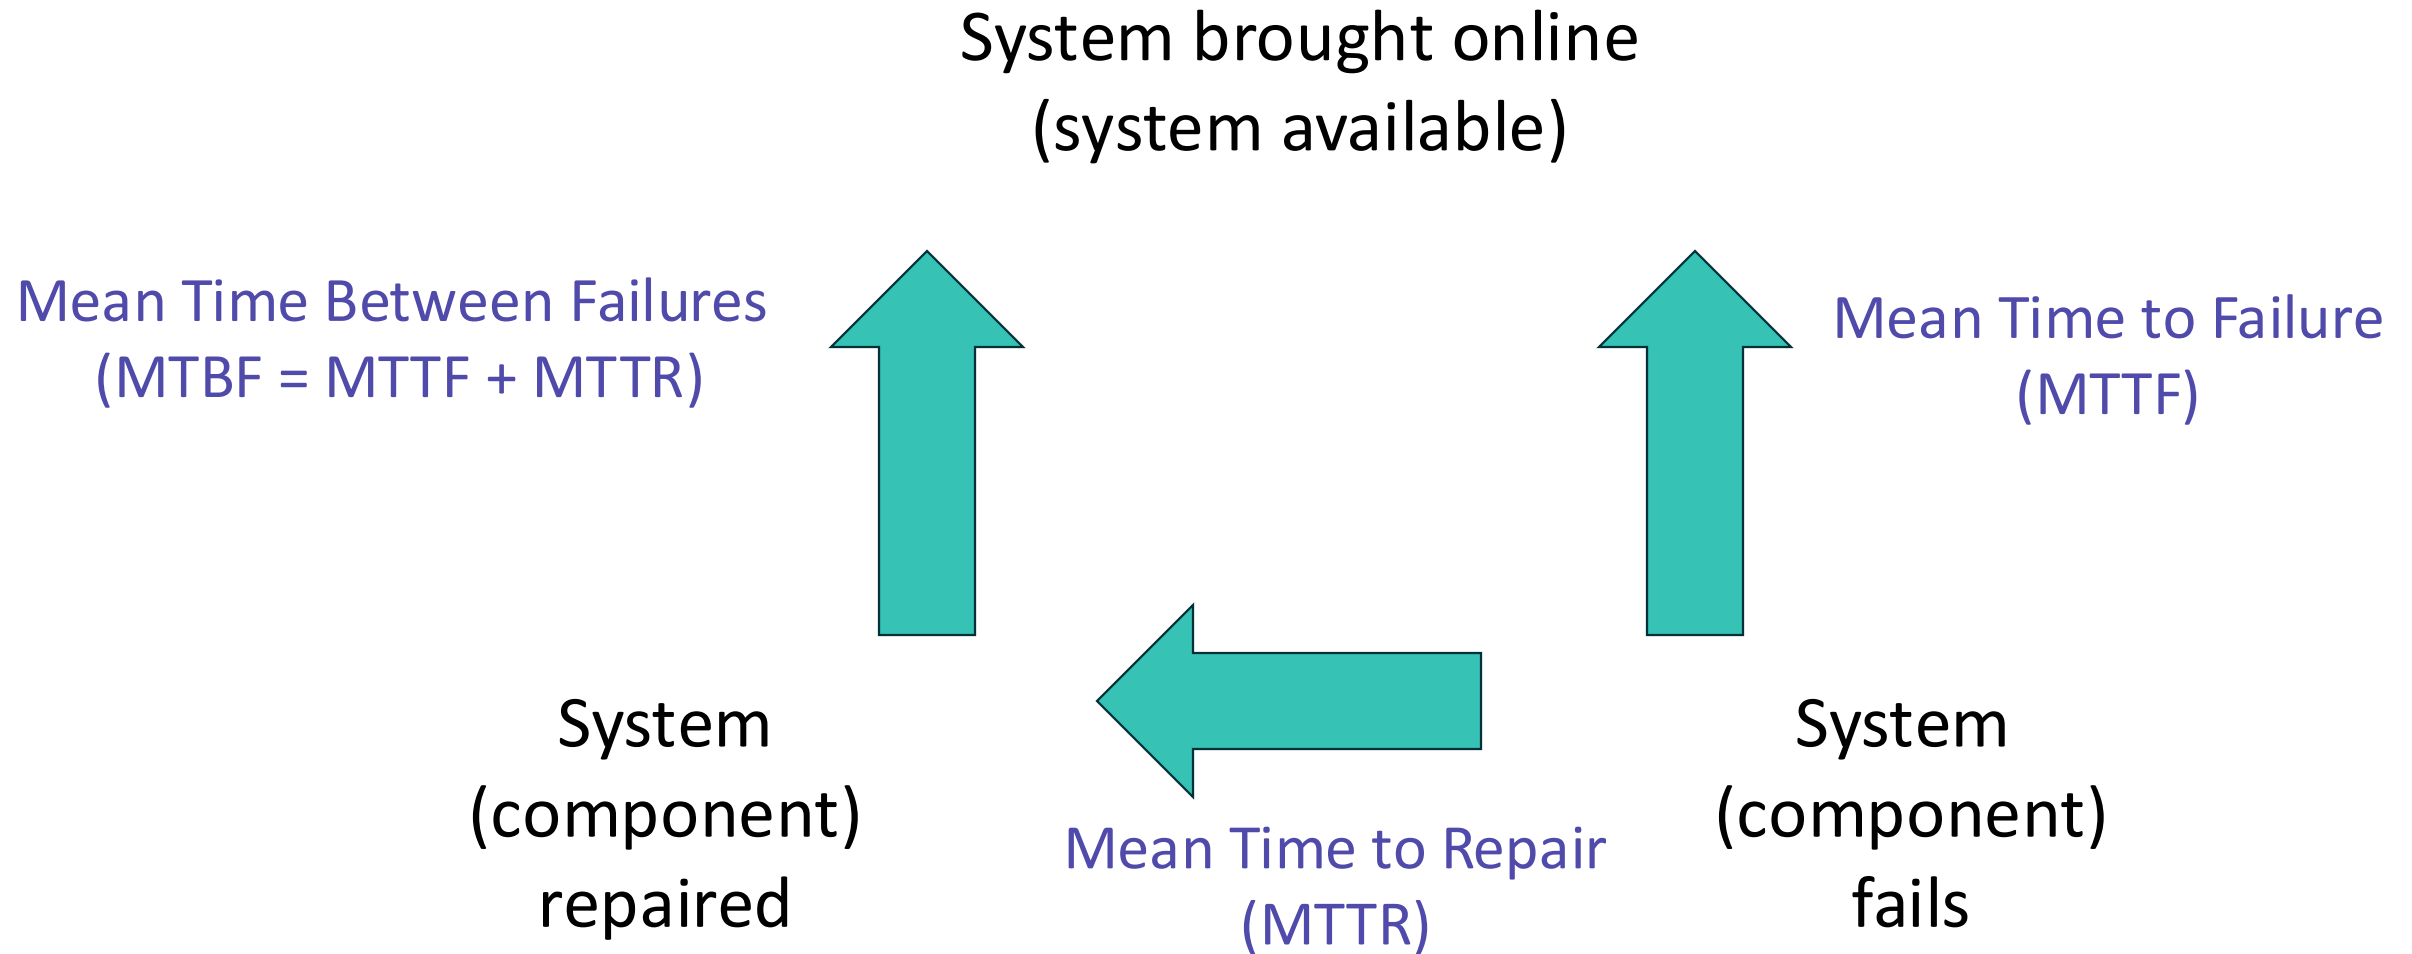 System brought online
(system available)
Mean Time Between Failures
(MTBF = MTTF + MTTR)
Mean Time to Failure
(MTTF)
System
(component)
repaired
Mean Time to Repair
(MTTR)
System
(component)
fails